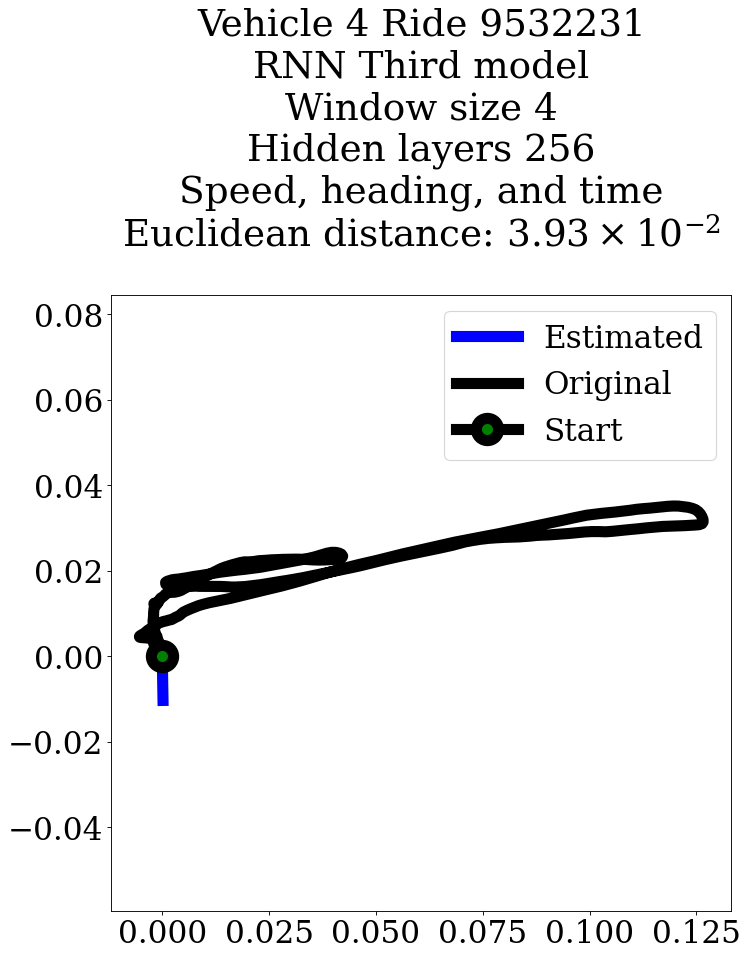 Vehicle 4 Ride 9532231
RNN Third model
Window size 4
Hidden layers 256
Speed, heading, and time
Euclidean distance: 3.93 × 10⁻²
Estimated
Original
Start
0.08
0.06
0.04
0.02
0.00
−0.02
−0.04
0.000 0.025 0.050 0.075 0.100 0.125